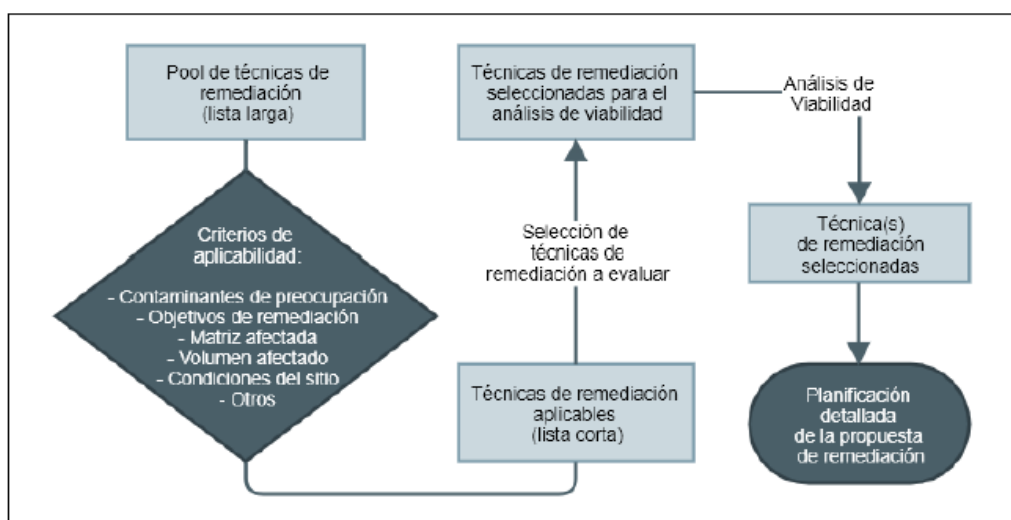 Pool de técnicas de
remediación
(lista larga)
Criterios de
aplicabilidad:
- Contaminantes de preocupación
- Objetivos de remediación
- Matriz afectada
- Volumen afectado
- Condiciones del sitio
- Otros
Técnicas de remediación
aplicables
(lista corta)
Selección de
técnicas de
remediación a evaluar
Técnicas de remediación
seleccionadas para el
análisis de viabilidad
Análisis de
Viabilidad
Técnica(s)
de remediación
seleccionadas
Planificación
detallada
de la propuesta
de remediación